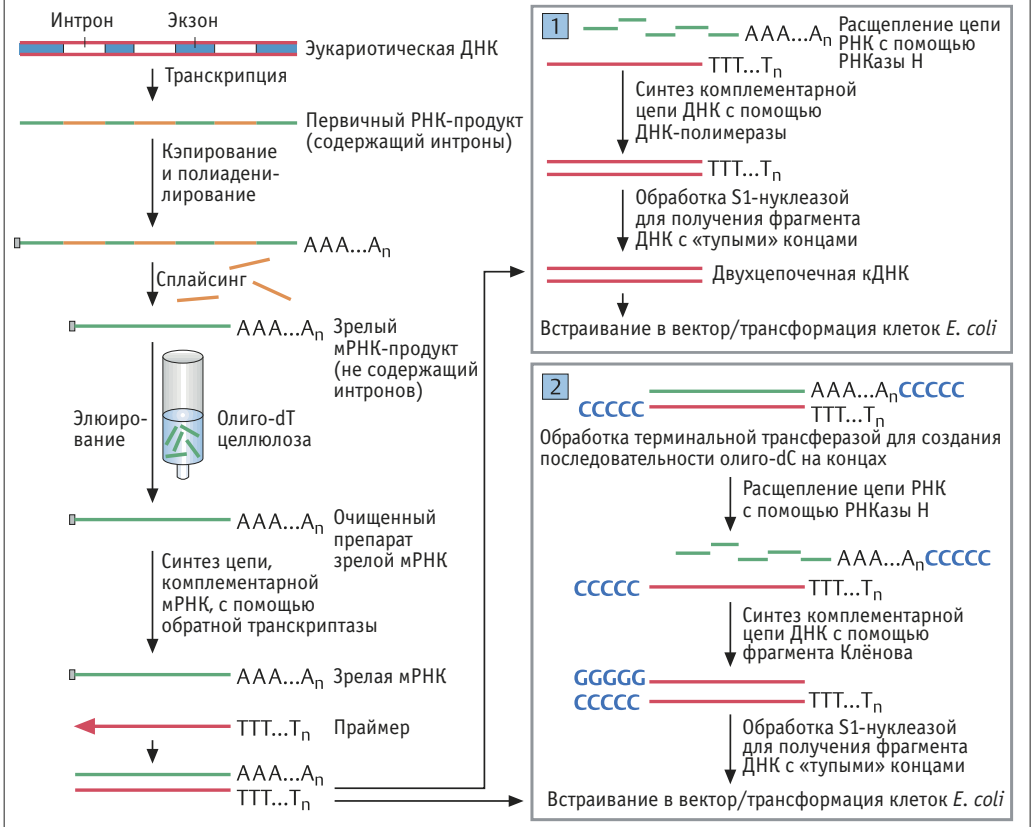 Интрон
Экзон
Эукариотическая ДНК
Транскрипция
Первичный РНК-продукт
(содержащий интроны)
Кэпирование
и полиадени-
лирование
AAA...An
Сплайсинг
AAA...An
Зрелый
мРНК-продукт
(не содержащий
интронов)
Элюиро-
вание
Олиго-dT
целлюлоза
AAA...An
Очищенный
препарат
зрелой мРНК
Синтез цепи,
комплементарной
мРНК, с помощью
обратной транскриптазы
AAA...An
Зрелая мРНК
TTT...Tn
Праймер
AAA...An
TTT...Tn
1
AAA...An
Расщепление цепи
РНК с помощью
РНКазы Н
TTT...Tn
Синтез комплементарной
цепи ДНК с помощью
ДНК-полимеразы
TTT...Tn
Обработка S1-нуклеазой
для получения фрагмента
ДНК с «тупыми» концами
Двухцепочечная кДНК
Встраивание в вектор/трансформация клеток E. coli
2
AAA...AnCCCCC
CCCCC
TTT...Tn
Обработка терминальной трансферазой для создания
последовательности олиго-dC на концах
Расщепление цепи РНК
с помощью РНКазы Н
AAA...AnCCCCC
CCCCC
TTT...Tn
Синтез комплементарной
цепи ДНК с помощью
фрагмента Клёнова
GGGGG
CCCCC
TTT...Tn
Обработка S1-нуклеазой
для получения фрагмента
ДНК с «тупыми» концами
Встраивание в вектор/трансформация клеток E. coli